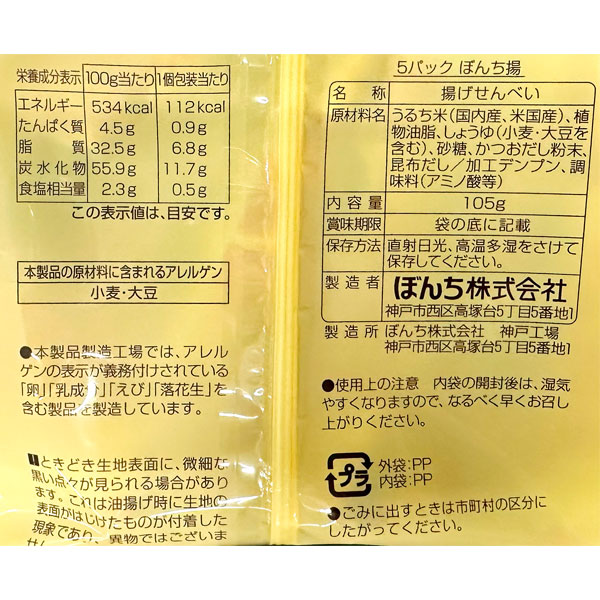 栄養成分表示 100g当たり 1個包装当たり
エネルギー 534kcal 112kcal
たんぱく質 4.5g 0.9g
脂質 32.5g 6.8g
炭水化物 55.9g 11.7g
食塩相当量 2.3g 0.5g
この表示値は、目安です。
本製品の原材料に含まれるアレルゲン
小麦・大豆
●本製品製造工場では、アレル
ゲンの表示が義務付けされている
「卵」「乳成分」「えび」「落花生」を
含む製品を製造しています。
ときどき生地表面に、微細な
黒い点々が見られる場合があり
ます。これは油揚げ時に生地の
表面がはじけたものが付着した
現象であり、異物ではございま
せん
5パック ぼんち揚
名称 揚げせんべい
原材料名 うるち米(国内産、米国産)、植
物油脂、しょうゆ(小麦・大豆を
含む)、砂糖、かつおだし粉末、
昆布だし/加工デンプン、調
味料(アミノ酸等)
内容量 105g
賞味期限 袋の底に記載
保存方法 直射日光、高温多湿をさけて
保存してください。
製造者 ぼんち株式会社
神戸市西区高塚台5丁目5番地1
製造所 ぼんち株式会社 神戸工場
神戸市西区高塚台5丁目5番地1
●使用上の注意 内袋の開封後は、湿気
やすくなりますので、なるべく早くお召し
上がりください。
プラ
外袋:PP
内袋:PP
●ごみに出すときは市町村の区分に
したがってください。